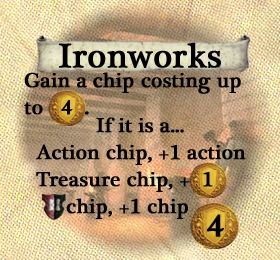 Ironworks
Gain a chip costing up
to 4.
If it is a...
Action chip, +1 action
Treasure chip, +1
chip, +1 chip
4